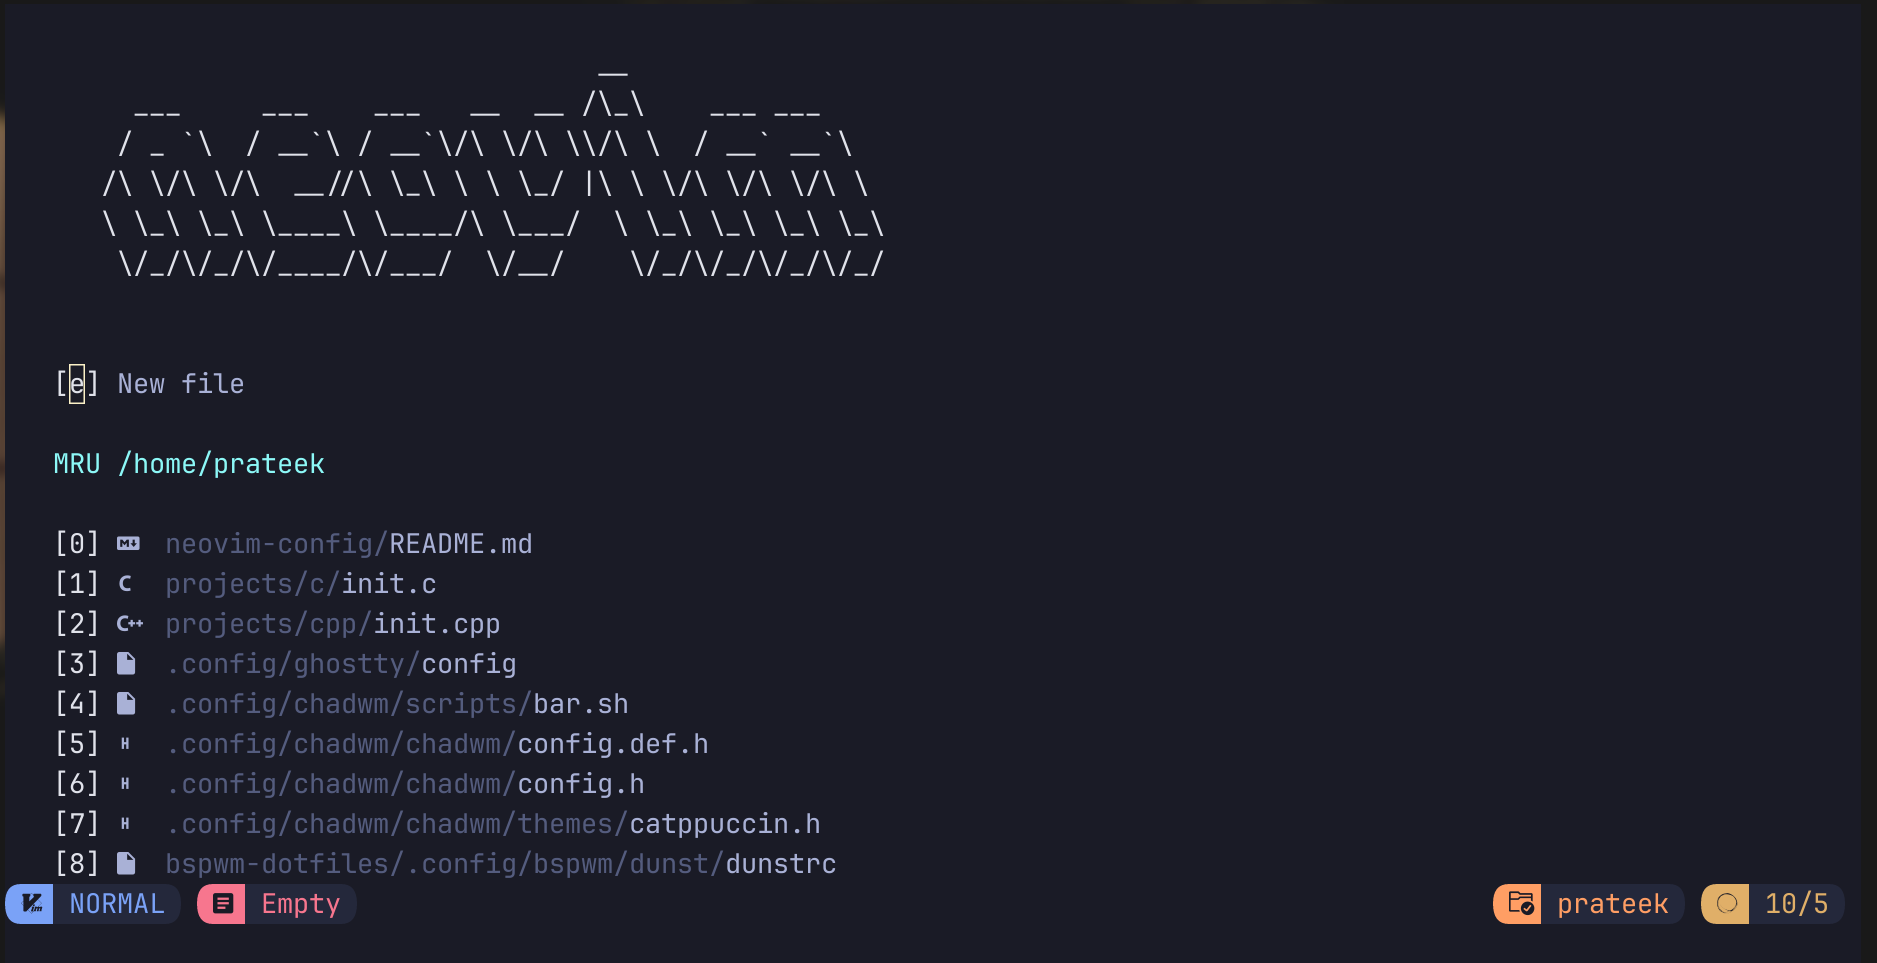 __
     ___     ___    ___   __  __ /\_\    ___ ___
    / _ `\  / __`\ / __`\/\ \/\ \\/\ \  / __` __`\
   /\ \/\ \/\  __//\ \_\ \ \ \_/ |\ \ \/\ \/\ \/\ \
   \ \_\ \_\ \____\ \____/\ \___/  \ \_\ \_\ \_\ \_\
    \/_/\/_/\/____/\/___/  \/__/    \/_/\/_/\/_/\/_/
[e] New file
MRU /home/prateek
[0] M↓ neovim-config/README.md
[1] C projects/c/init.c
[2] C++ projects/cpp/init.cpp
[3] .config/ghostty/config
[4] .config/chadwm/scripts/bar.sh
[5] H .config/chadwm/chadwm/config.def.h
[6] H .config/chadwm/chadwm/config.h
[7] H .config/chadwm/chadwm/themes/catppuccin.h
[8] bspwm-dotfiles/.config/bspwm/dunst/dunstrc
Vim NORMAL Empty prateek 10/5